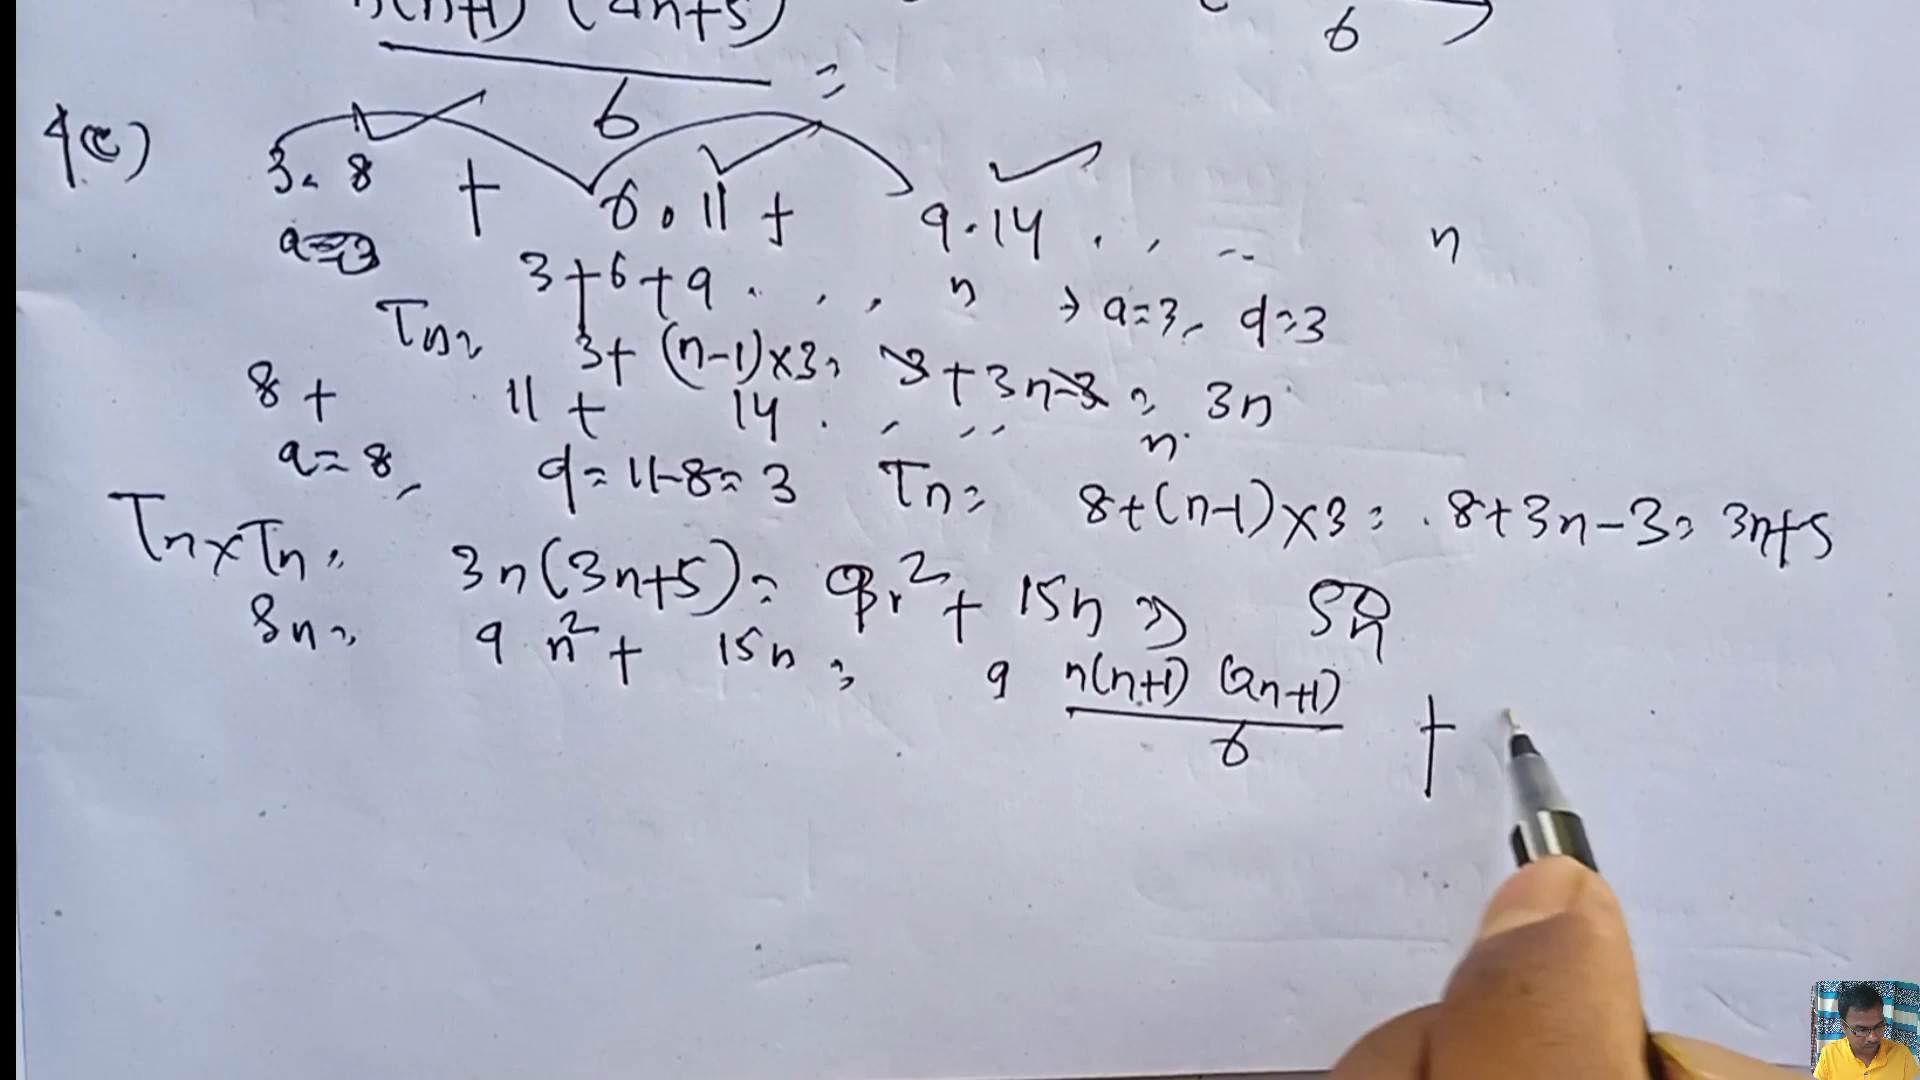 n(n+1) (2n+5)
6
6 =
4(c)
3. 8 + 6.11 + 9.14 . , .. n
a=3
3+6+9 . , , n → a=3, d=3
Tn= 3+ (n-1)×3= 3+3n-3 = 3n
8 + 11 + 14 . , , , n
a=8, d=11-8=3 Tn= 8+(n-1)×3= 8+3n-3= 3n+5
Tn×Tn= 3n(3n+5)= 9n²+ 15n ⇒ Sn
Sn= 9 n²+ 15n = 9 n(n+1) (2n+1) +
6